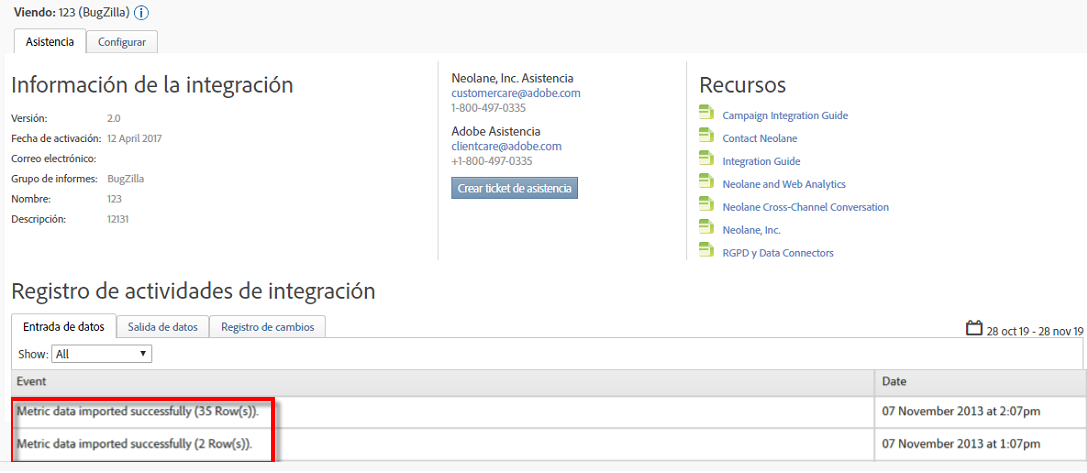 Viendo: 123 (BugZilla)
Asistencia
Configurar
Información de la integración
Versión: 2.0
Fecha de activación: 12 April 2017
Correo electrónico:
Grupo de informes: BugZilla
Nombre: 123
Descripción: 12131
Neolane, Inc. Asistencia
customercare@adobe.com
1-800-497-0335
Adobe Asistencia
clientcare@adobe.com
+1-800-497-0335
Crear ticket de asistencia
Recursos
Campaign Integration Guide
Contact Neolane
Integration Guide
Neolane and Web Analytics
Neolane Cross-Channel Conversation
Neolane, Inc.
RGPD y Data Connectors
Registro de actividades de integración
Entrada de datos
Salida de datos
Registro de cambios
28 oct 19 - 28 nov 19
Show: All
Event Date
Metric data imported successfully (35 Row(s)). 07 November 2013 at 2:07pm
Metric data imported successfully (2 Row(s)). 07 November 2013 at 1:07pm